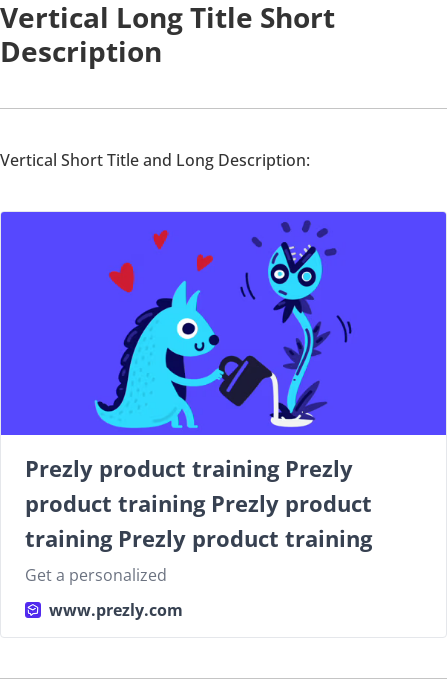 Vertical Long Title Short
Description
Vertical Short Title and Long Description:
Prezly product training Prezly
product training Prezly product
training Prezly product training
Get a personalized
www.prezly.com